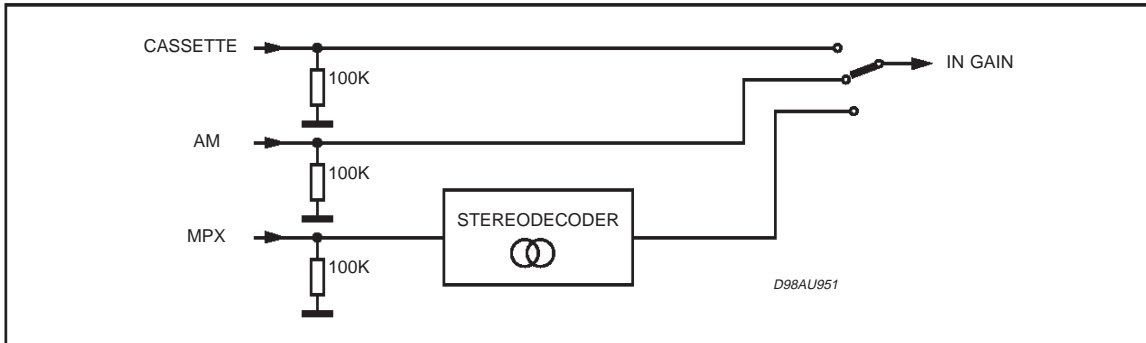 CASSETTE
IN GAIN
100K
AM
100K
STEREODECODER
MPX
100K
D98AU951